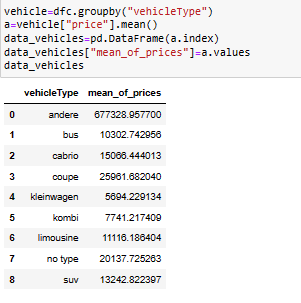 vehicle=dfc.groupby("vehicleType")
a=vehicle["price"].mean()
data_vehicles=pd.DataFrame(a.index)
data_vehicles["mean_of_prices"]=a.values
data_vehicles
vehicleType mean_of_prices
0 andere 677328.957700
1 bus 10302.742956
2 cabrio 15066.444013
3 coupe 25961.682040
4 kleinwagen 5694.229134
5 kombi 7741.217409
6 limousine 11116.186404
7 no type 20137.725263
8 suv 13242.822397